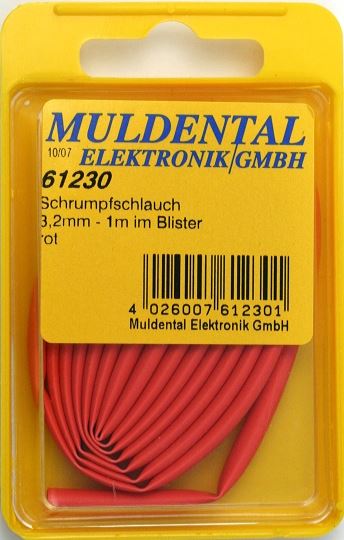 MULDENTAL
10/07 ELEKTRONIK/GMBH
61230
Schrumpfschlauch
3,2mm - 1m im Blister
rot
4 026007 612301
Muldental Elektronik GmbH